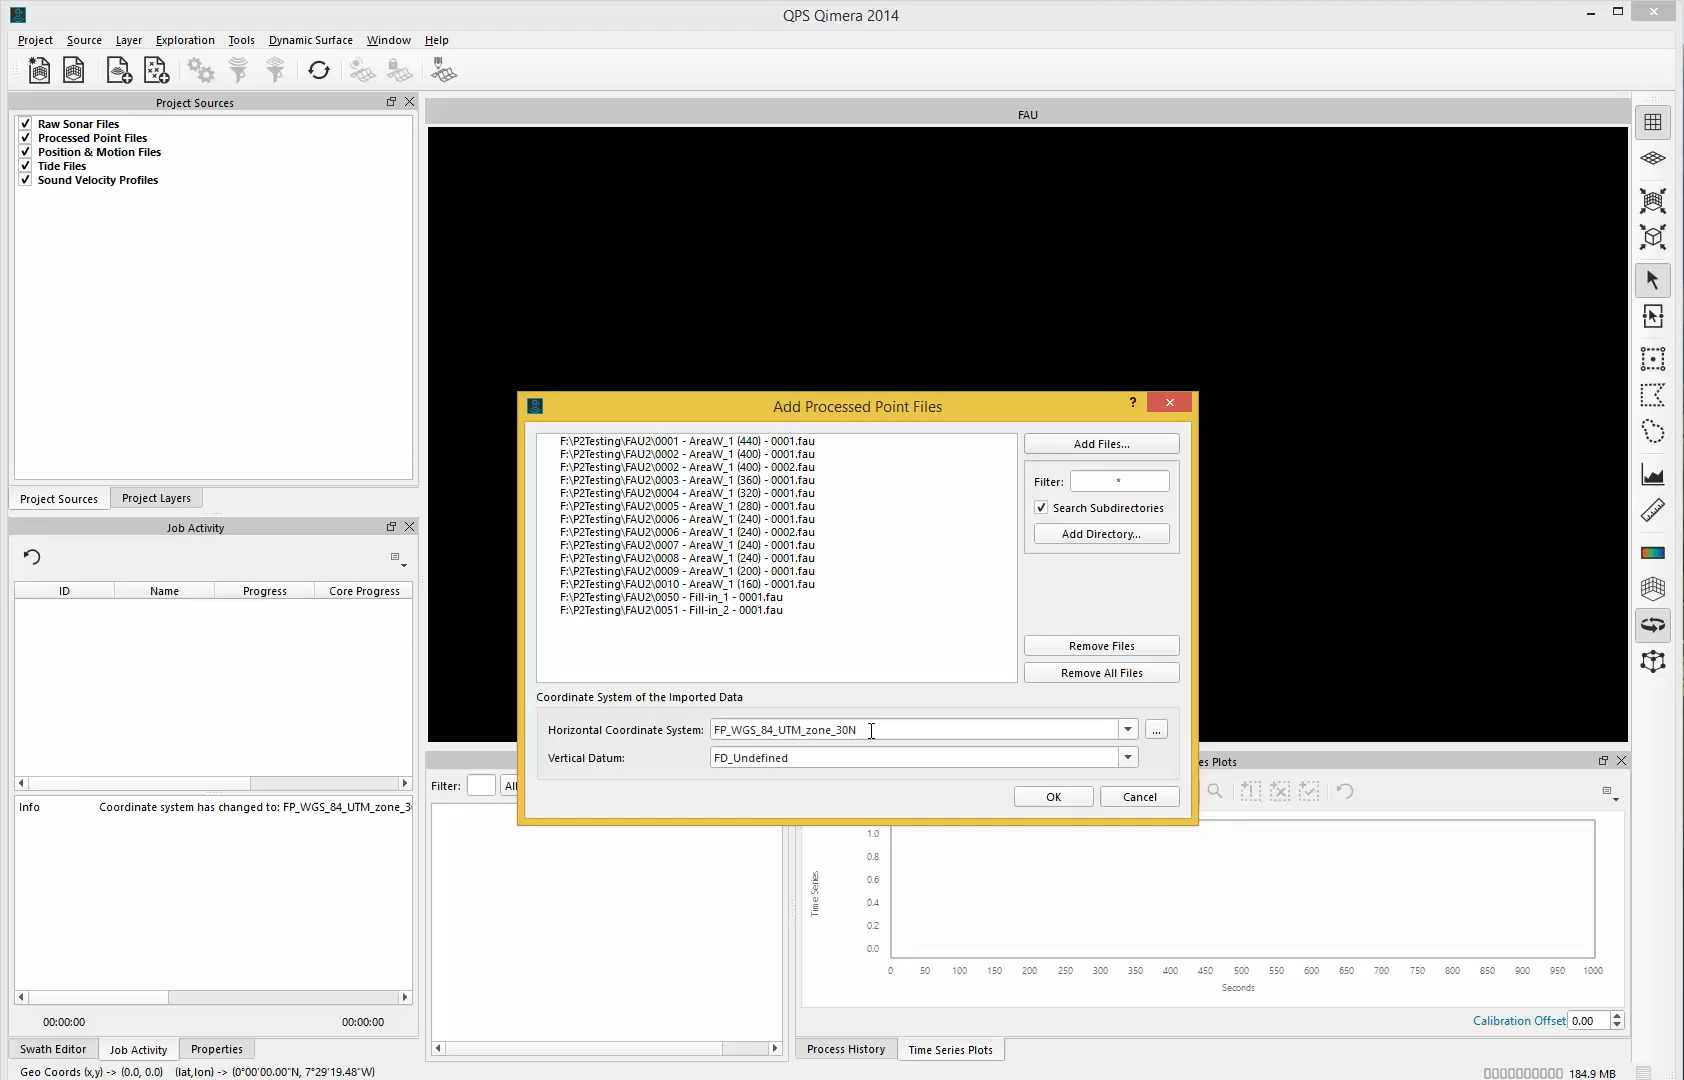 QPS Qimera 2014
Project Source Layer Exploration Tools Dynamic Surface Window Help
Project Sources
Raw Sonar Files
Processed Point Files
Position & Motion Files
Tide Files
Sound Velocity Profiles
Project Sources Project Layers
Job Activity
ID Name Progress Core Progress
Info Coordinate system has changed to: FP_WGS_84_UTM_zone_3
00:00:00 00:00:00
Swath Editor Job Activity Properties
Geo Coords (x,y) -> (0.0, 0.0) (lat,lon) -> (0°00'00.00"N, 7°29'19.48"W)
FAU
Add Processed Point Files
?
F:\P2Testing\FAU2\0001 - AreaW_1 (440) - 0001.fau
F:\P2Testing\FAU2\0002 - AreaW_1 (400) - 0001.fau
F:\P2Testing\FAU2\0002 - AreaW_1 (400) - 0002.fau
F:\P2Testing\FAU2\0003 - AreaW_1 (360) - 0001.fau
F:\P2Testing\FAU2\0004 - AreaW_1 (320) - 0001.fau
F:\P2Testing\FAU2\0005 - AreaW_1 (280) - 0001.fau
F:\P2Testing\FAU2\0006 - AreaW_1 (240) - 0001.fau
F:\P2Testing\FAU2\0006 - AreaW_1 (240) - 0002.fau
F:\P2Testing\FAU2\0007 - AreaW_1 (240) - 0001.fau
F:\P2Testing\FAU2\0008 - AreaW_1 (240) - 0001.fau
F:\P2Testing\FAU2\0009 - AreaW_1 (200) - 0001.fau
F:\P2Testing\FAU2\0010 - AreaW_1 (160) - 0001.fau
F:\P2Testing\FAU2\0050 - Fill-in_1 - 0001.fau
F:\P2Testing\FAU2\0051 - Fill-in_2 - 0001.fau
Add Files...
Filter: *
Search Subdirectories
Add Directory...
Remove Files
Remove All Files
Coordinate System of the Imported Data
Horizontal Coordinate System: FP_WGS_84_UTM_zone_30N ...
Vertical Datum: FD_Undefined
OK Cancel
Filter: All
es Plots
Time Series
1.0
0.8
0.6
0.4
0.2
0.0
0 50 100 150 200 250 300 350 400 450 500 550 600 650 700 750 800 850 900 950 1000
Seconds
Calibration Offset 0.00
Process History Time Series Plots
184.9 MB